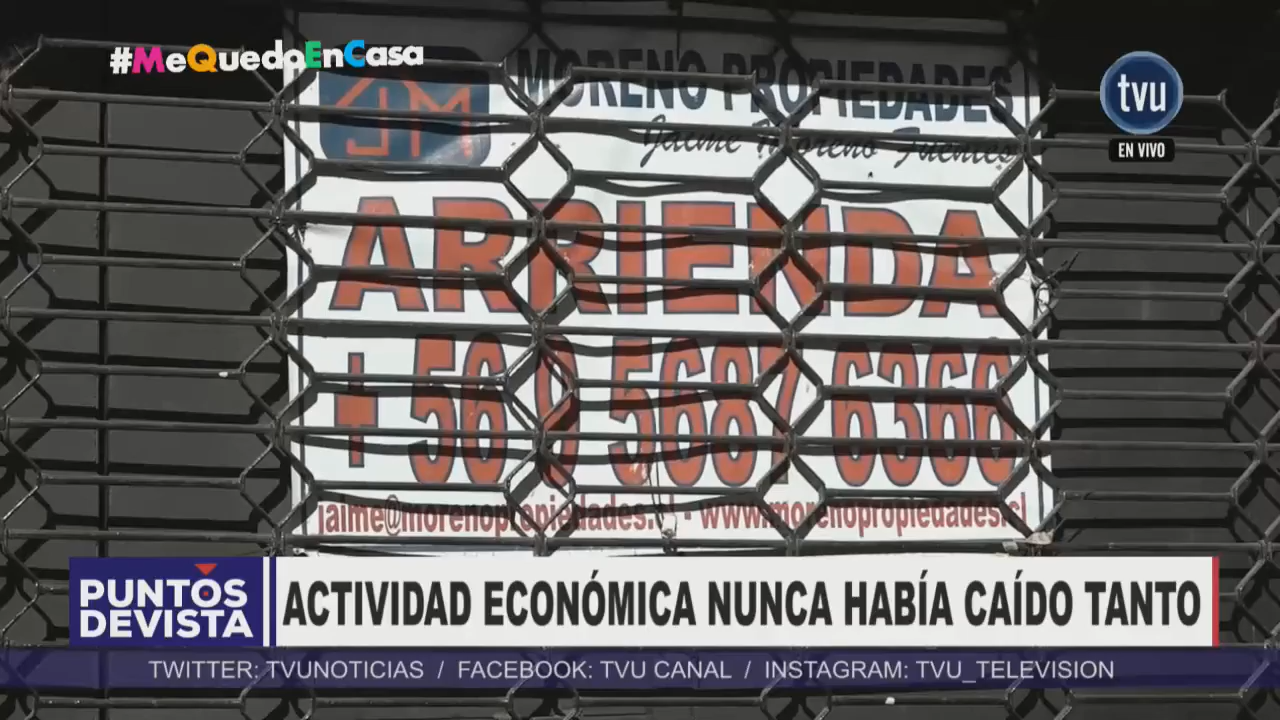 #MeQuedoEnCasa
tvu
EN VIVO
JM
MORENO PROPIEDADES
Jaime Moreno Fuentes
ARRIENDA
+ 56 9 5687 6366
jaime@morenopropiedades.cl - www.morenopropiedades.cl
PUNTOS
DEVISTA
ACTIVIDAD ECONÓMICA NUNCA HABÍA CAÍDO TANTO
TWITTER: TVUNOTICIAS / FACEBOOK: TVU CANAL / INSTAGRAM: TVU_TELEVISION